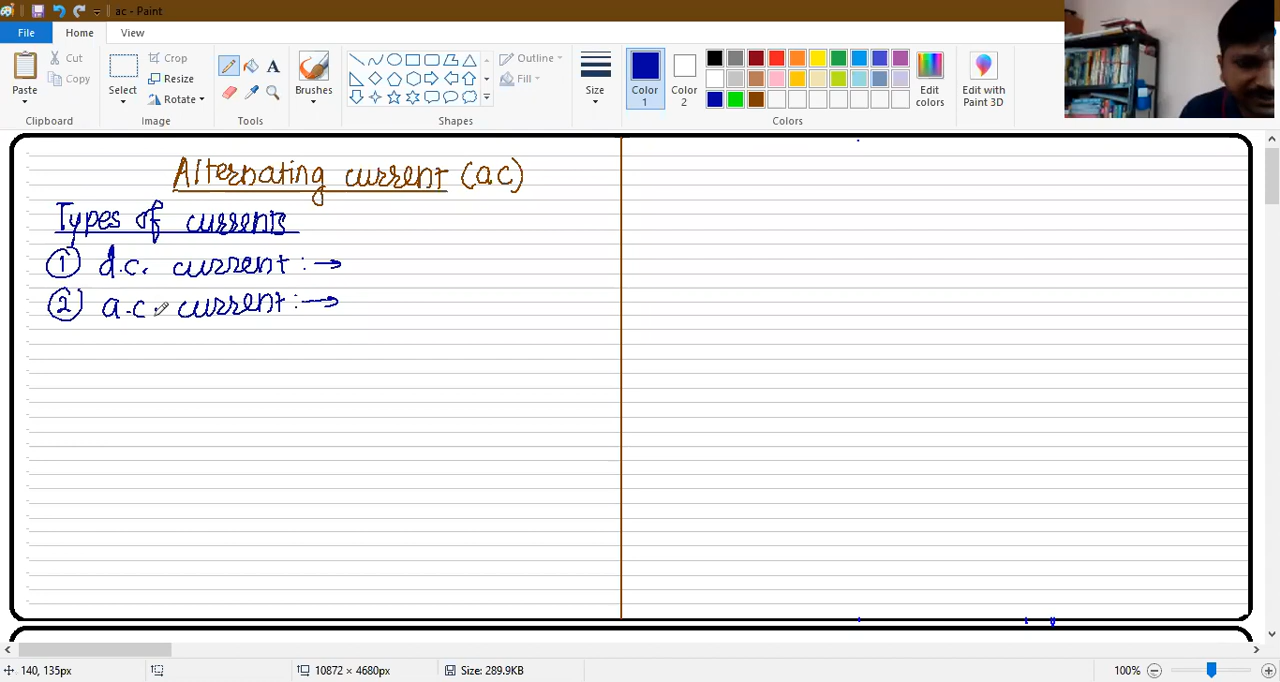 ac - Paint
File Home View
Paste
Cut
Copy
Clipboard
Select
Crop
Resize
Rotate
Image
A
Tools
Brushes
Outline
Fill
Shapes
Size
Color 1
Color 2
Edit colors
Colors
Edit with Paint 3D
Alternating current (ac)
Types of currents
① d.c. current :→
② a.c. current :→
140, 135px
10872 × 4680px
Size: 289.9KB
100%